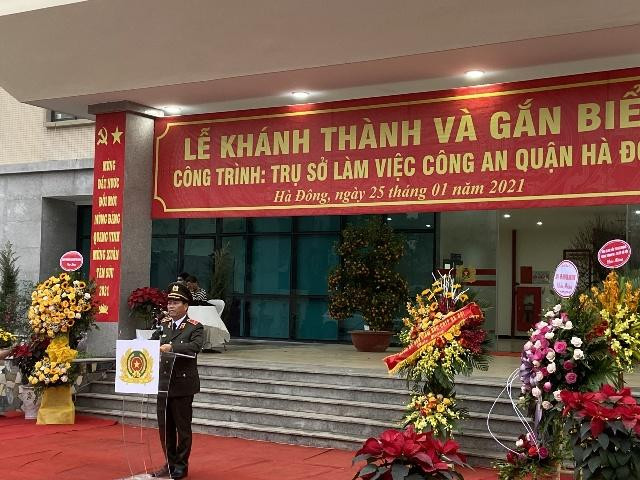 LỄ KHÁNH THÀNH VÀ GẮN BIỂ
CÔNG TRÌNH: TRỤ SỞ LÀM VIỆC CÔNG AN QUẬN HÀ ĐÔ
Hà Đông, ngày 25 tháng 01 năm 2021
MỪNG
ĐẤT NƯỚC
ĐỔI MỚI
MỪNG ĐẢNG
QUANG VINH
MỪNG XUÂN
TÂN SỬU
2021